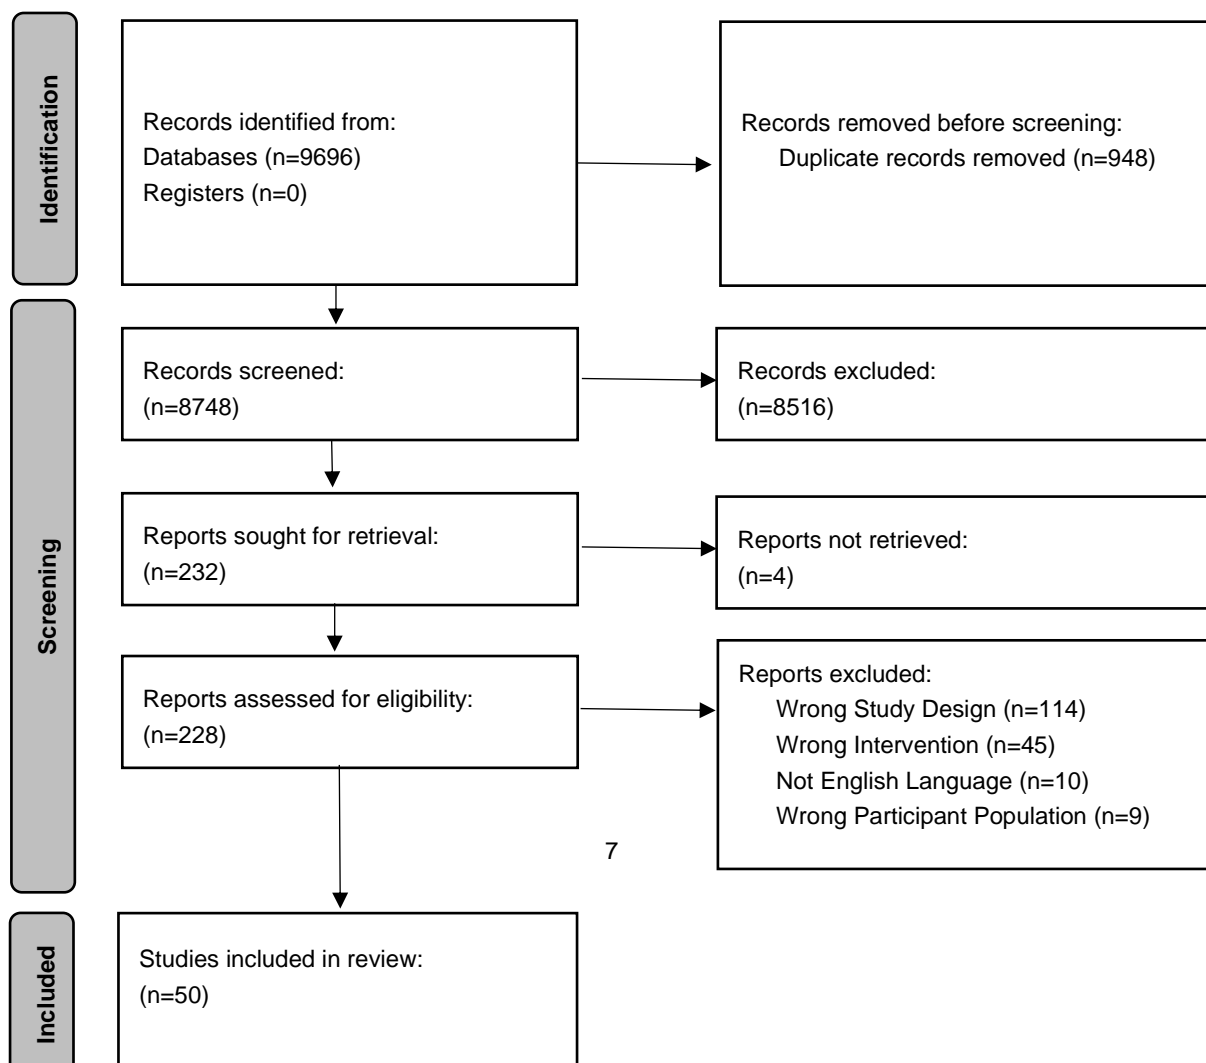 Identification
Records identified from:
Databases (n=9696)
Registers (n=0)
Records removed before screening:
Duplicate records removed (n=948)
Screening
Records screened:
(n=8748)
Records excluded:
(n=8516)
Reports sought for retrieval:
(n=232)
Reports not retrieved:
(n=4)
Reports assessed for eligibility:
(n=228)
Reports excluded:
Wrong Study Design (n=114)
Wrong Intervention (n=45)
Not English Language (n=10)
Wrong Participant Population (n=9)
7
Included
Studies included in review:
(n=50)